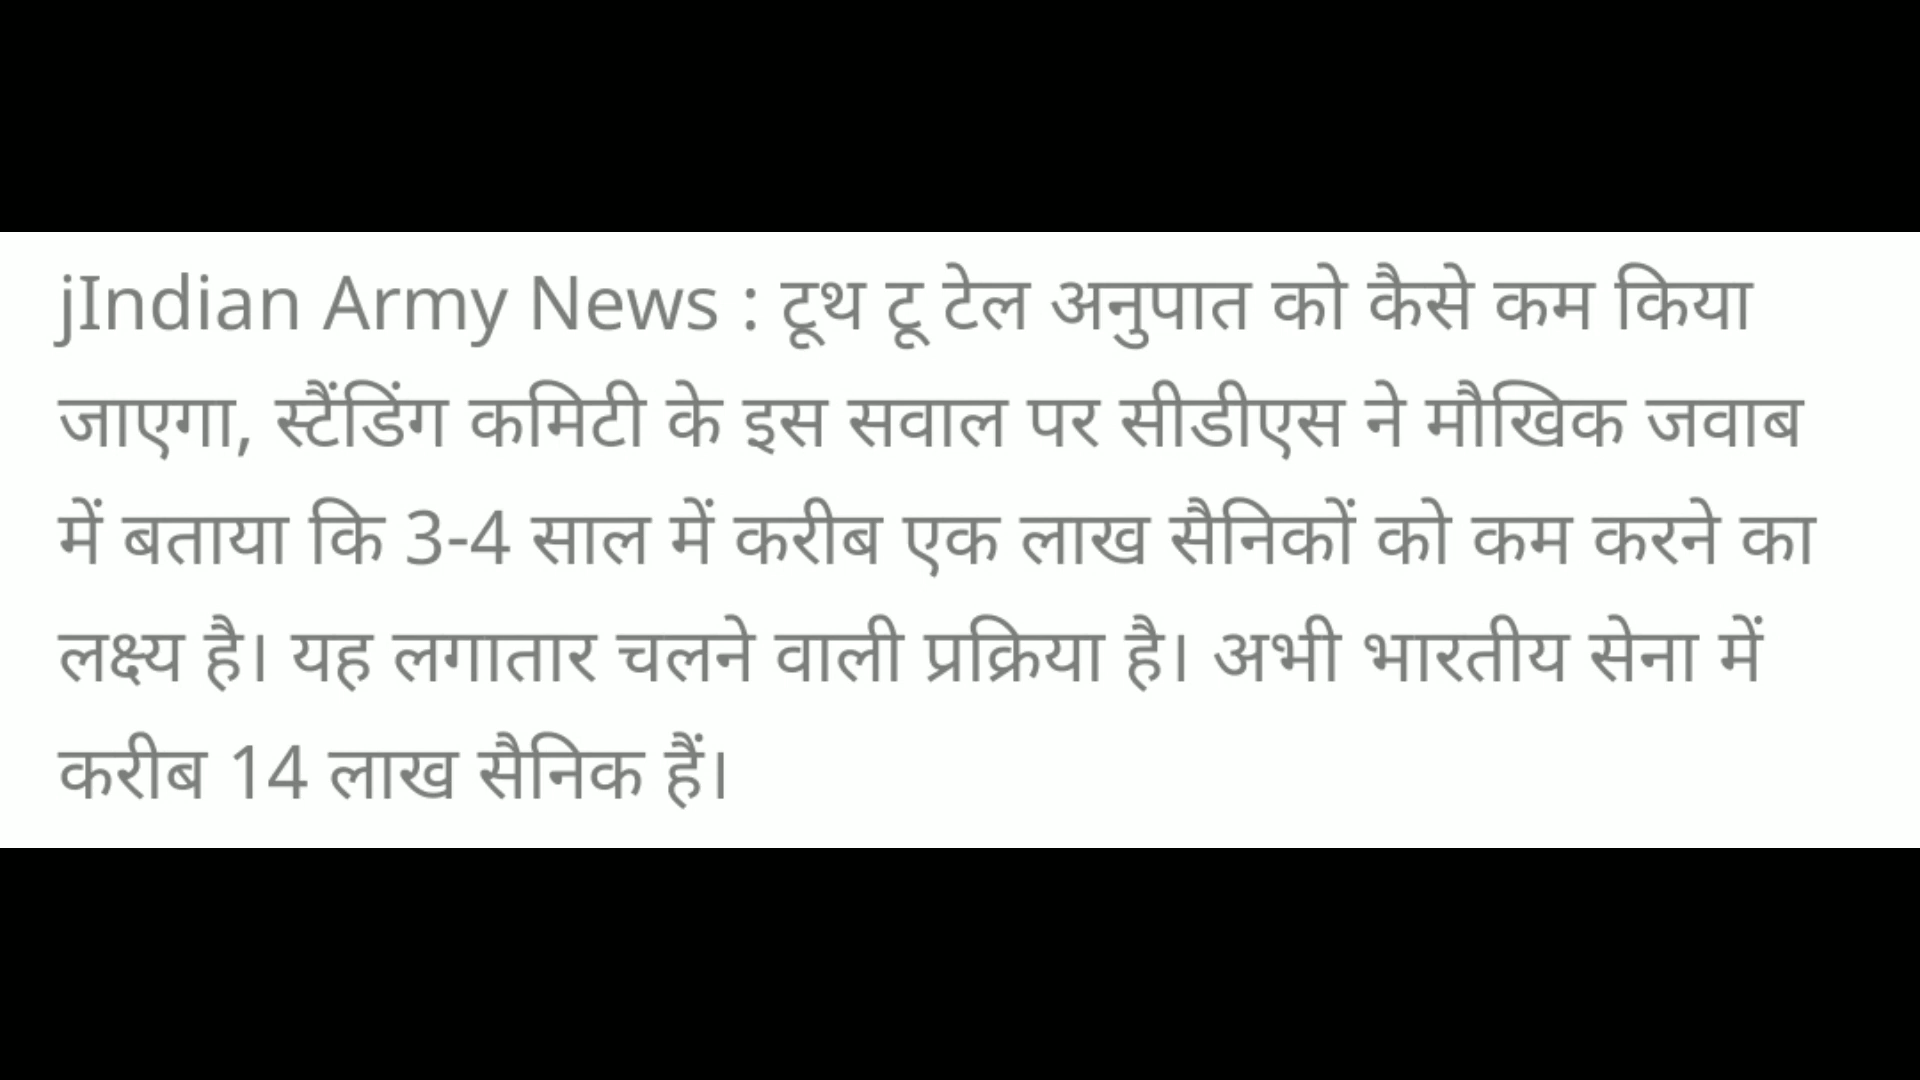 jIndian Army News : टूथ टू टेल अनुपात को कैसे कम किया
जाएगा, स्टैंडिंग कमिटी के इस सवाल पर सीडीएस ने मौखिक जवाब
में बताया कि 3-4 साल में करीब एक लाख सैनिकों को कम करने का
लक्ष्य है। यह लगातार चलने वाली प्रक्रिया है। अभी भारतीय सेना में
करीब 14 लाख सैनिक हैं।